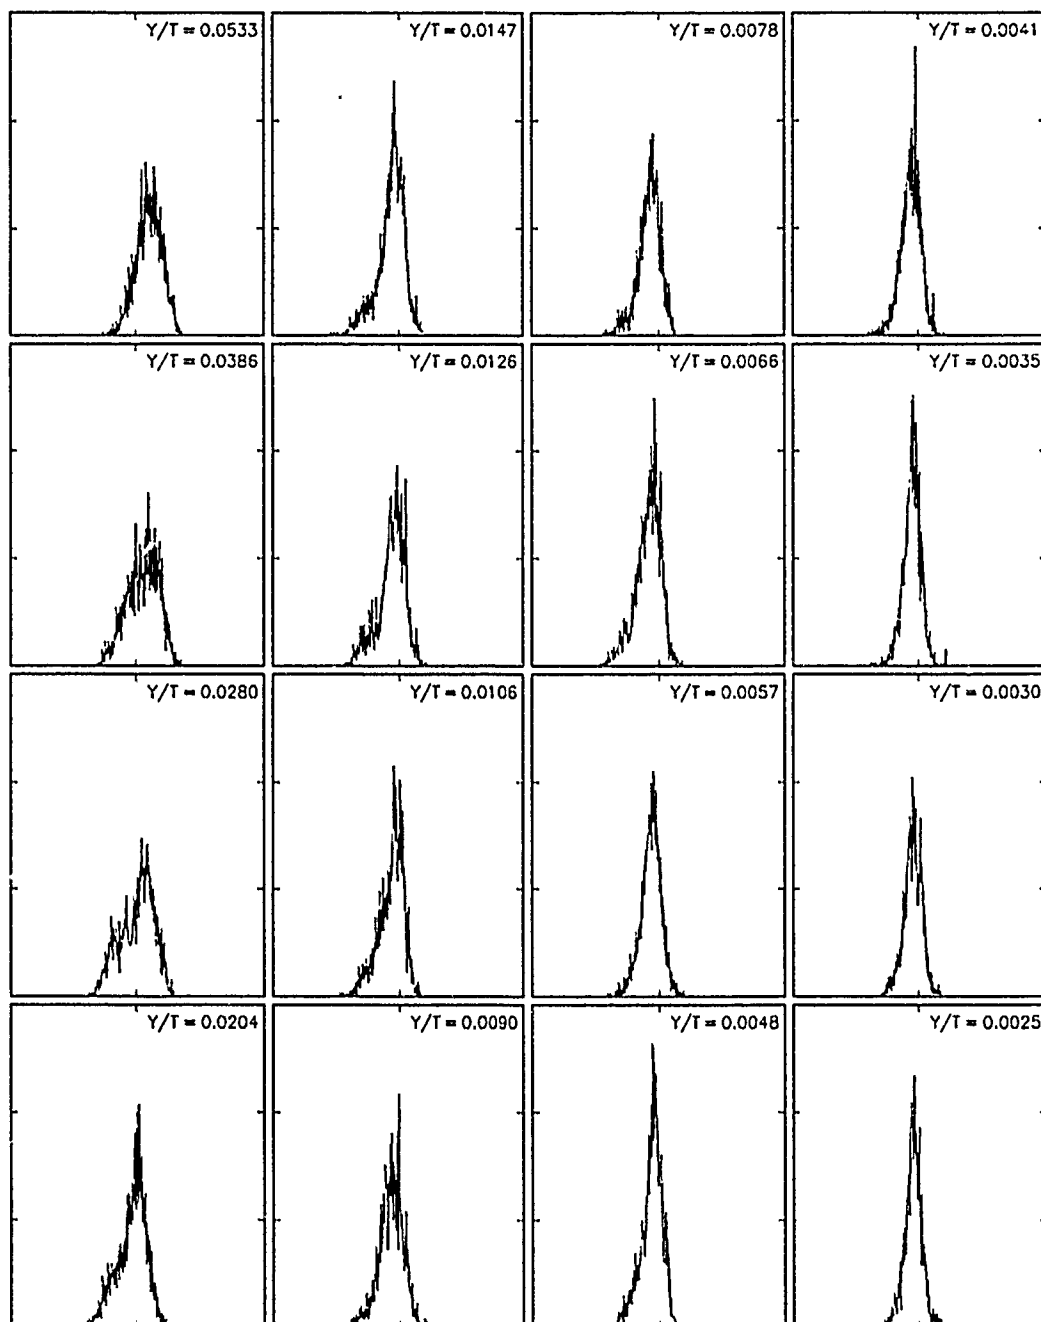 Y/T = 0.0533
Y/T = 0.0147
Y/T = 0.0078
Y/T = 0.0041
Y/T = 0.0386
Y/T = 0.0126
Y/T = 0.0066
Y/T = 0.0035
Y/T = 0.0280
Y/T = 0.0106
Y/T = 0.0057
Y/T = 0.0030
Y/T = 0.0204
Y/T = 0.0090
Y/T = 0.0048
Y/T = 0.0025